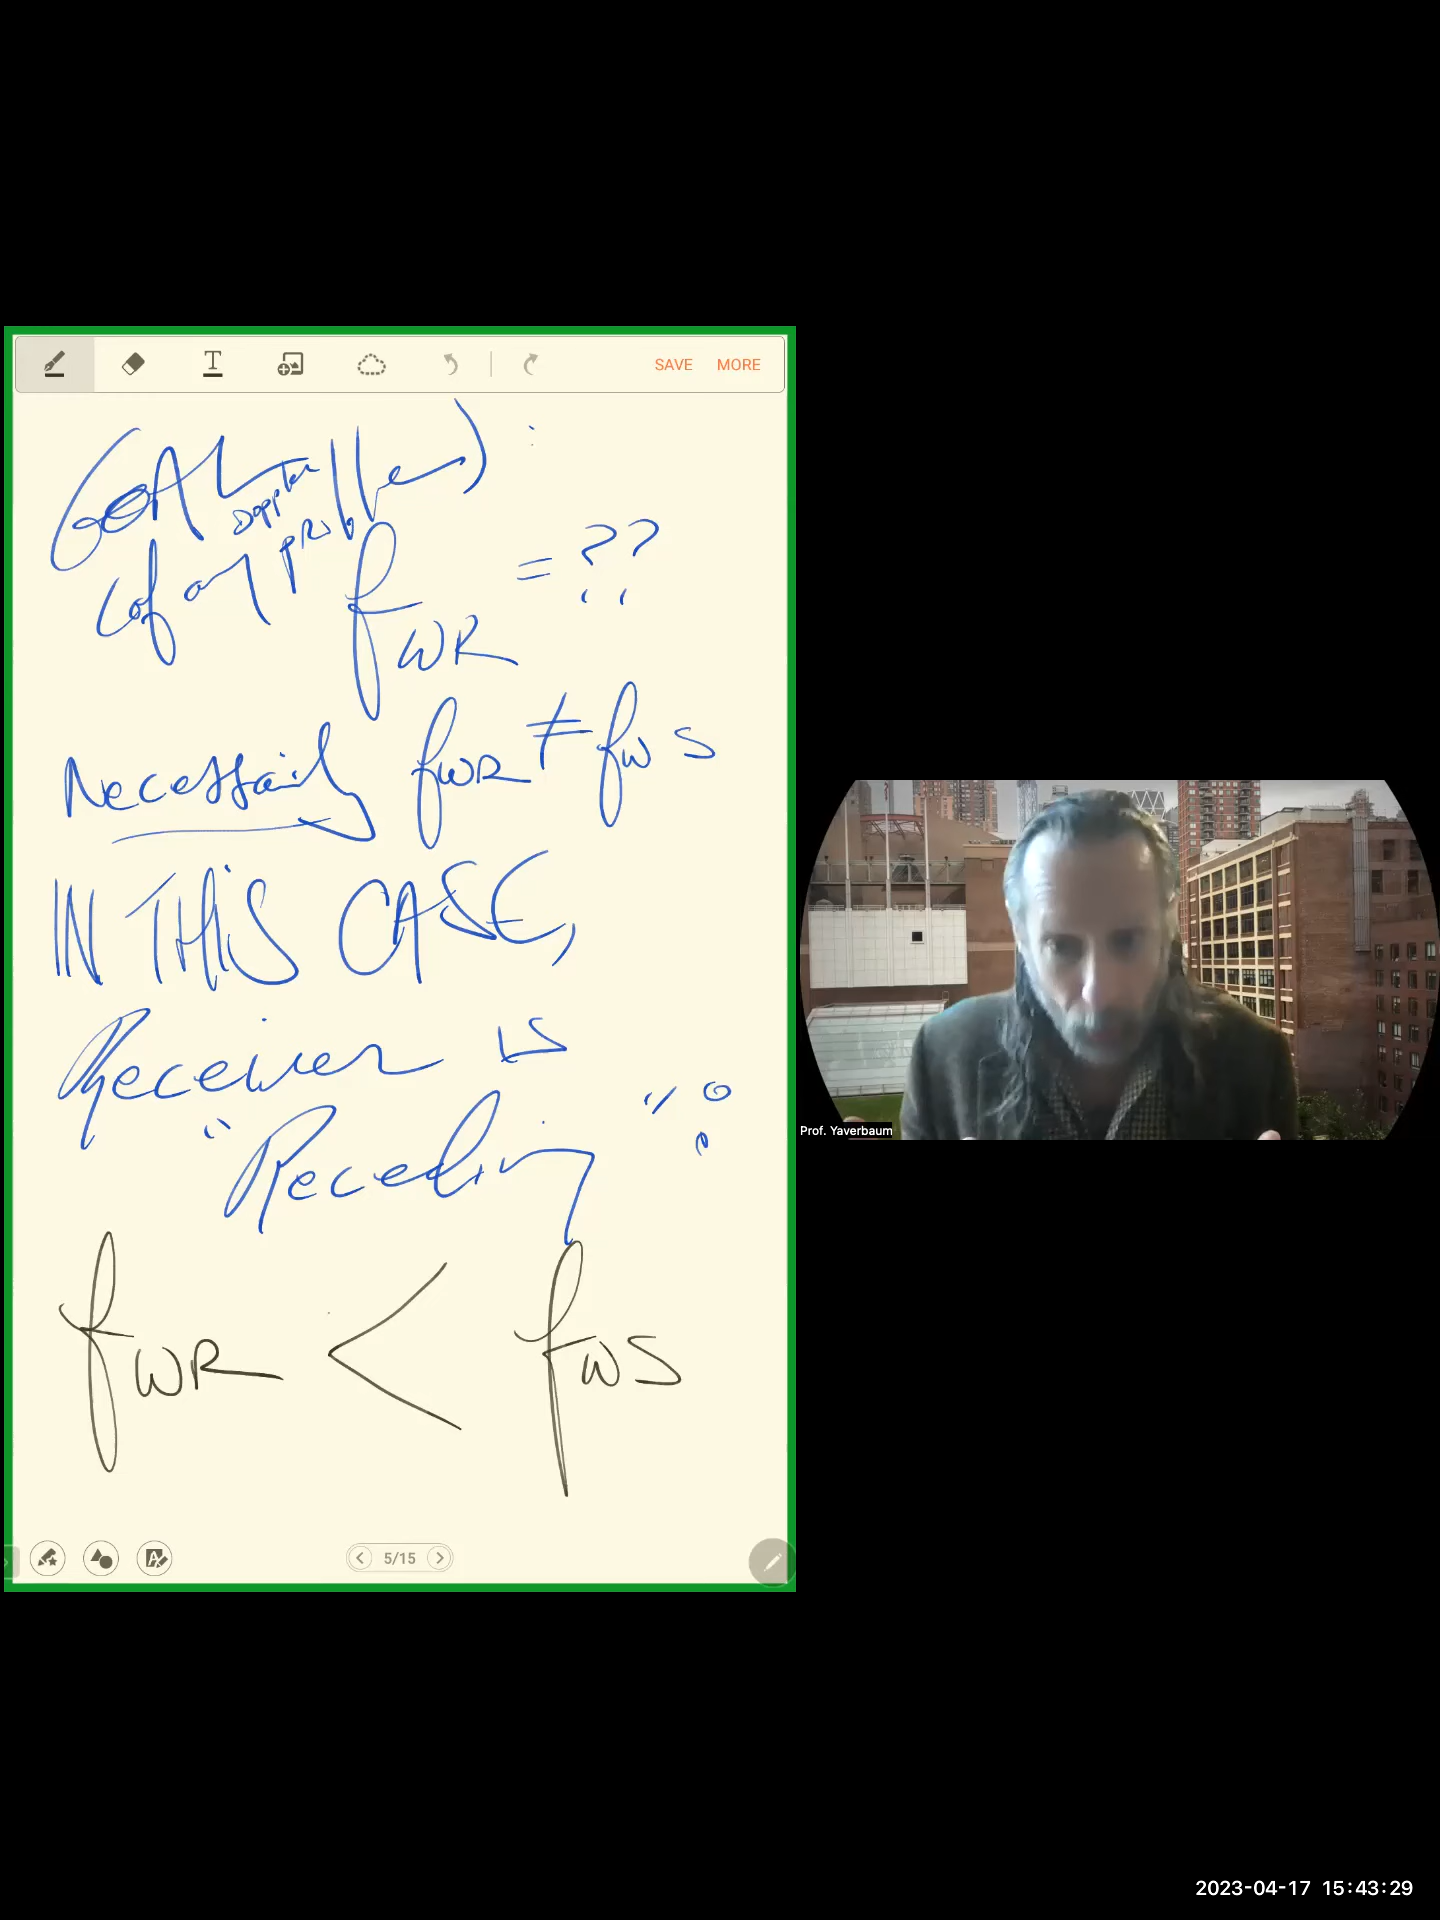 T SAVE MORE
GOAL :
(of any Doppler problem)
f WR = ??
Necessarily fWR ≠ fWS
IN THIS CASE,
Receiver is
"Receding" :
fWR < fWS
5/15
Prof. Yaverbaum
2023-04-17 15:43:29